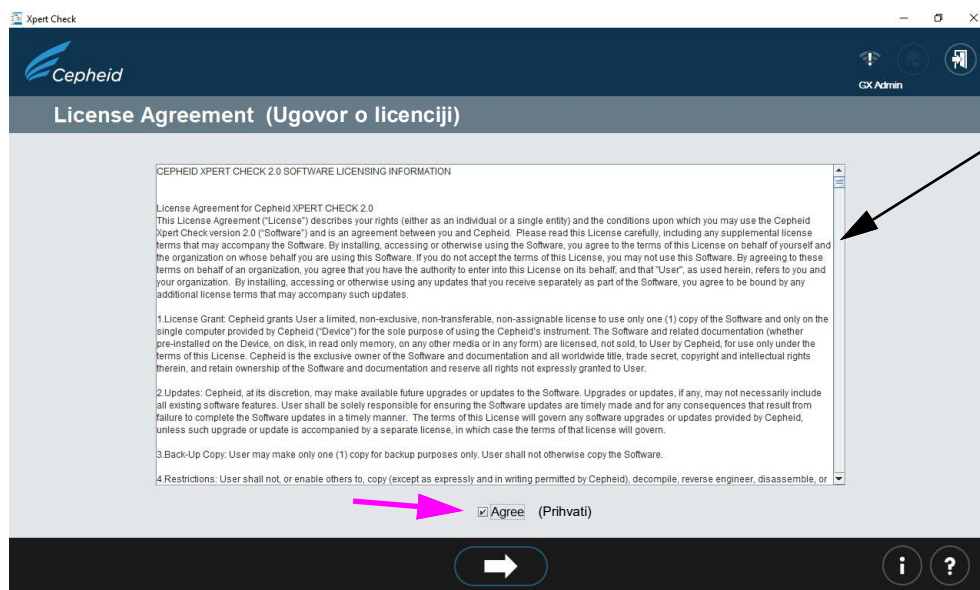 Xpert Check
Cepheid
GX Admin
License Agreement (Ugovor o licenciji)
CEPHEID XPERT CHECK 2.0 SOFTWARE LICENSING INFORMATION
License Agreement for Cepheid XPERT CHECK 2.0
This License Agreement ("License") describes your rights (either as an individual or a single entity) and the conditions upon which you may use the Cepheid
Xpert Check version 2.0 ("Software") and is an agreement between you and Cepheid. Please read this License carefully, including any supplemental license
terms that may accompany the Software. By installing, accessing or otherwise using the Software, you agree to the terms of this License on behalf of yourself and
the organization on whose behalf you are using this Software. If you do not accept the terms of this License, you may not use this Software. By agreeing to these
terms on behalf of an organization, you agree that you have the authority to enter into this License on its behalf, and that "User", as used herein, refers to you and
your organization. By installing, accessing or otherwise using any updates that you receive separately as part of the Software, you agree to be bound by any
additional license terms that may accompany such updates.
1.License Grant: Cepheid grants User a limited, non-exclusive, non-transferable, non-assignable license to use only one (1) copy of the Software and only on the
single computer provided by Cepheid ("Device") for the sole purpose of using the Cepheid's instrument. The Software and related documentation (whether
pre-installed on the Device, on disk, in read only memory, on any other media or in any form) are licensed, not sold, to User by Cepheid, for use only under the
terms of this License. Cepheid is the exclusive owner of the Software and documentation and all worldwide title, trade secret, copyright and intellectual rights
therein, and retain ownership of the Software and documentation and reserve all rights not expressly granted to User.
2.Updates: Cepheid, at its discretion, may make available future upgrades or updates to the Software. Upgrades or updates, if any, may not necessarily include
all existing software features. User shall be solely responsible for ensuring the Software updates are timely made and for any consequences that result from
failure to complete the Software updates in a timely manner. The terms of this License will govern any software upgrades or updates provided by Cepheid,
unless such upgrade or update is accompanied by a separate license, in which case the terms of that license will govern.
3.Back-Up Copy: User may make only one (1) copy for backup purposes only. User shall not otherwise copy the Software.
4.Restrictions: User shall not, or enable others to, copy (except as expressly and in writing permitted by Cepheid), decompile, reverse engineer, disassemble, or
Agree (Prihvati)
i ?